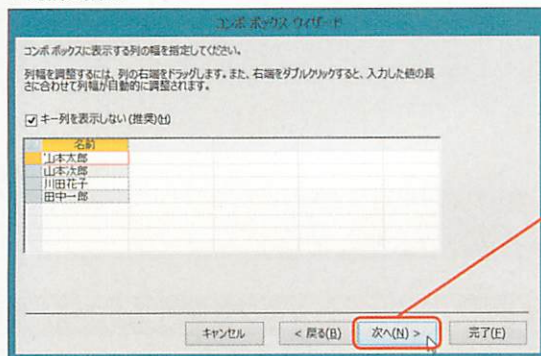 コンボ ボックス ウィザード
コンボ ボックスに表示する列の幅を指定してください。
列幅を調整するには、列の右端をドラッグします。また、右端をダブルクリックすると、入力した値の長
さに合わせて列幅が自動的に調整されます。
キー列を表示しない(推奨)(H)
名前
山本太郎
山本次郎
川田花子
田中一郎
キャンセル
< 戻る(B)
次へ(N) >
完了(F)